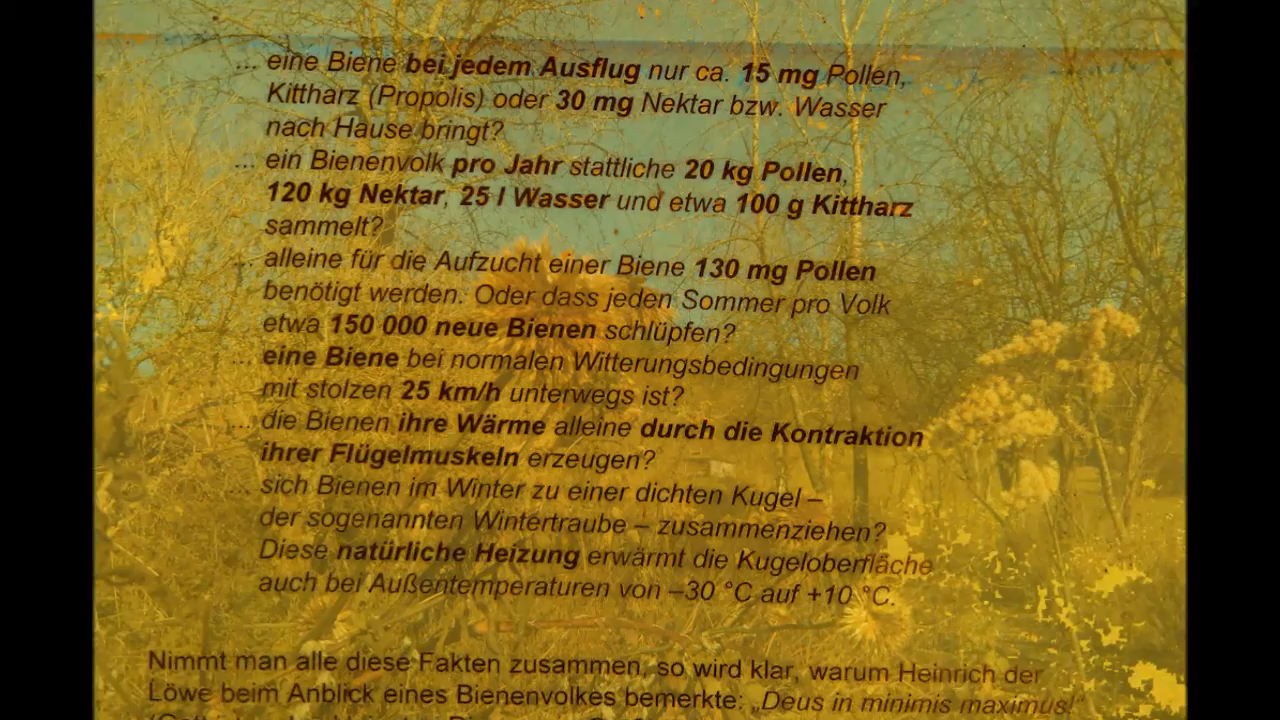 ... eine Biene bei jedem Ausflug nur ca. 15 mg Pollen,
Kittharz (Propolis) oder 30 mg Nektar bzw. Wasser
nach Hause bringt?
... ein Bienenvolk pro Jahr stattliche 20 kg Pollen,
120 kg Nektar, 25 l Wasser und etwa 100 g Kittharz
sammelt?
... alleine für die Aufzucht einer Biene 130 mg Pollen
benötigt werden. Oder dass jeden Sommer pro Volk
etwa 150 000 neue Bienen schlüpfen?
... eine Biene bei normalen Witterungsbedingungen
mit stolzen 25 km/h unterwegs ist?
... die Bienen ihre Wärme alleine durch die Kontraktion
ihrer Flügelmuskeln erzeugen?
... sich Bienen im Winter zu einer dichten Kugel –
der sogenannten Wintertraube – zusammenziehen?
Diese natürliche Heizung erwärmt die Kugeloberfläche
auch bei Außentemperaturen von –30 °C auf +10 °C.
Nimmt man alle diese Fakten zusammen, so wird klar, warum Heinrich der
Löwe beim Anblick eines Bienenvolkes bemerkte: „Deus in minimis maximus!“